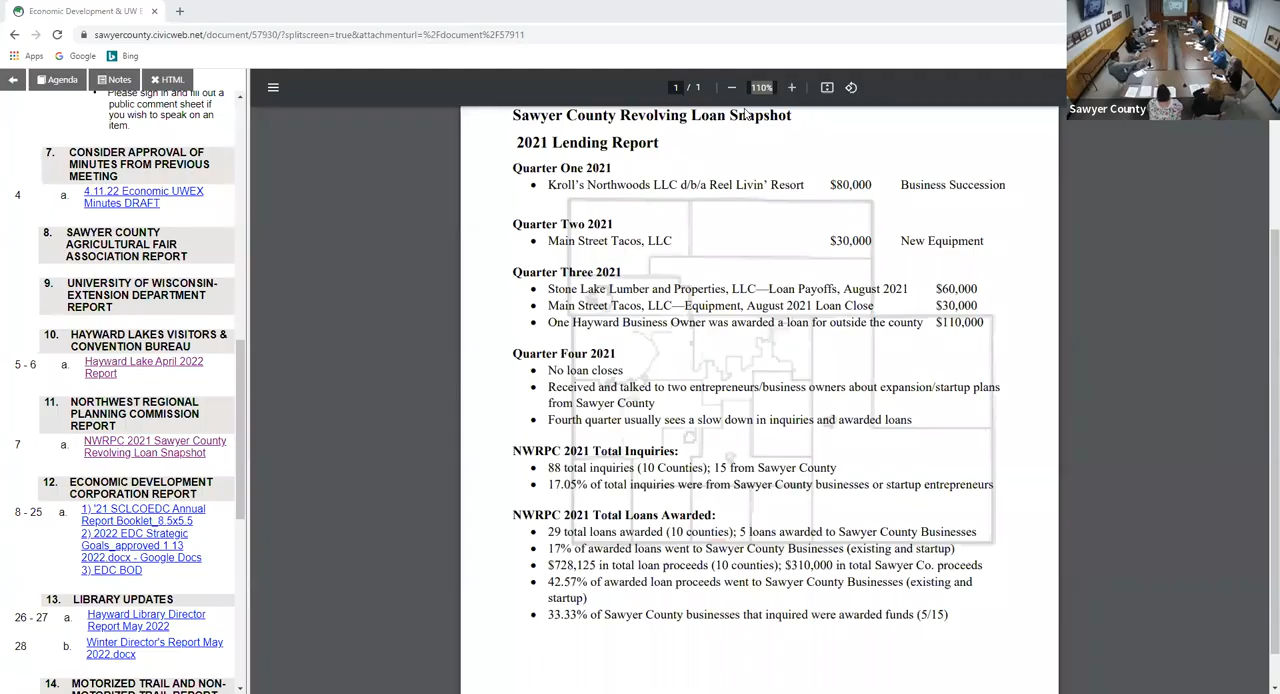 Economic Development & UW E
sawyercounty.civicweb.net/document/57930/?splitscreen=true&attachmenturl=%2Fdocument%2F57911
Apps Google Bing
Agenda Notes HTML
Please sign in and fill out a
public comment sheet if
you wish to speak on an
item.
7. CONSIDER APPROVAL OF
MINUTES FROM PREVIOUS
MEETING
4 a. 4.11.22 Economic UWEX
Minutes DRAFT
8. SAWYER COUNTY
AGRICULTURAL FAIR
ASSOCIATION REPORT
9. UNIVERSITY OF WISCONSIN-
EXTENSION DEPARTMENT
REPORT
10. HAYWARD LAKES VISITORS &
CONVENTION BUREAU
5 - 6 a. Hayward Lake April 2022
Report
11. NORTHWEST REGIONAL
PLANNING COMMISSION
REPORT
7 a. NWRPC 2021 Sawyer County
Revolving Loan Snapshot
12. ECONOMIC DEVELOPMENT
CORPORATION REPORT
8 - 25 a. 1) '21 SCLCOEDC Annual
Report Booklet_8.5x5.5
2) 2022 EDC Strategic
Goals_approved 1 13
2022.docx - Google Docs
3) EDC BOD
13. LIBRARY UPDATES
26 - 27 a. Hayward Library Director
Report May 2022
28 b. Winter Director's Report May
2022.docx
14. MOTORIZED TRAIL AND NON-
MOTORIZED TRAIL REPORT
1 / 1 110%
Sawyer County Revolving Loan Snapshot
2021 Lending Report
Quarter One 2021
• Kroll's Northwoods LLC d/b/a Reel Livin' Resort $80,000 Business Succession
Quarter Two 2021
• Main Street Tacos, LLC $30,000 New Equipment
Quarter Three 2021
• Stone Lake Lumber and Properties, LLC—Loan Payoffs, August 2021 $60,000
• Main Street Tacos, LLC—Equipment, August 2021 Loan Close $30,000
• One Hayward Business Owner was awarded a loan for outside the county $110,000
Quarter Four 2021
• No loan closes
• Received and talked to two entrepreneurs/business owners about expansion/startup plans
from Sawyer County
• Fourth quarter usually sees a slow down in inquiries and awarded loans
NWRPC 2021 Total Inquiries:
• 88 total inquiries (10 Counties); 15 from Sawyer County
• 17.05% of total inquiries were from Sawyer County businesses or startup entrepreneurs
NWRPC 2021 Total Loans Awarded:
• 29 total loans awarded (10 counties); 5 loans awarded to Sawyer County Businesses
• 17% of awarded loans went to Sawyer County Businesses (existing and startup)
• $728,125 in total loan proceeds (10 counties); $310,000 in total Sawyer Co. proceeds
• 42.57% of awarded loan proceeds went to Sawyer County Businesses (existing and
startup)
• 33.33% of Sawyer County businesses that inquired were awarded funds (5/15)
Sawyer County